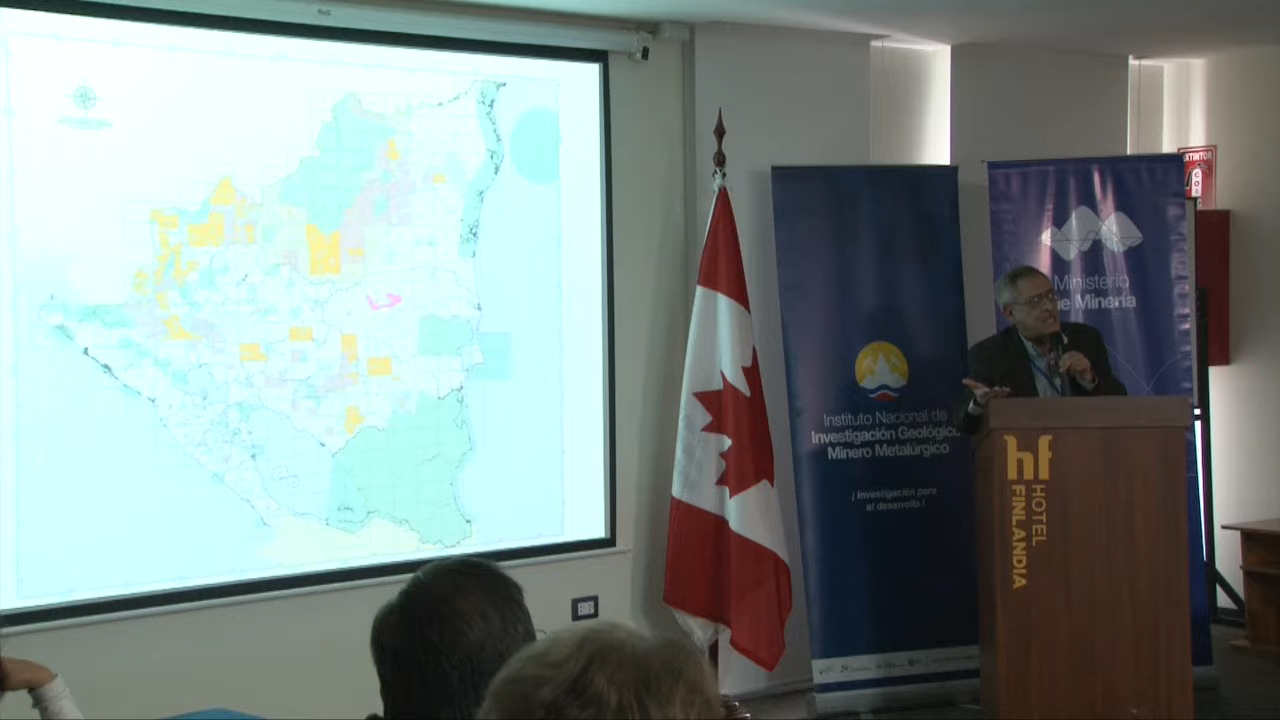 EXTINTOR
CO2
Ministerio
de Minería
Instituto Nacional de
Investigación Geológico
Minero Metalúrgico
¡ Investigación para
el desarrollo !
hf
HOTEL
FINLANDIA